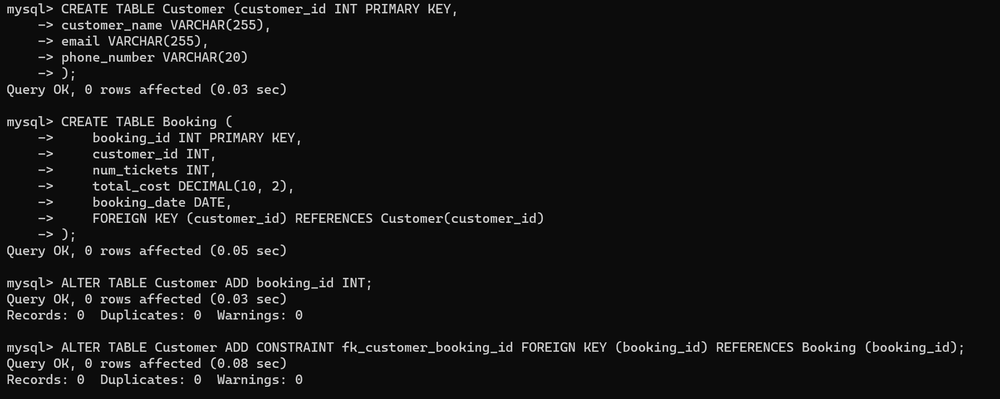 mysql> CREATE TABLE Customer (customer_id INT PRIMARY KEY,
    -> customer_name VARCHAR(255),
    -> email VARCHAR(255),
    -> phone_number VARCHAR(20)
    -> );
Query OK, 0 rows affected (0.03 sec)

mysql> CREATE TABLE Booking (
    ->     booking_id INT PRIMARY KEY,
    ->     customer_id INT,
    ->     num_tickets INT,
    ->     total_cost DECIMAL(10, 2),
    ->     booking_date DATE,
    ->     FOREIGN KEY (customer_id) REFERENCES Customer(customer_id)
    -> );
Query OK, 0 rows affected (0.05 sec)

mysql> ALTER TABLE Customer ADD booking_id INT;
Query OK, 0 rows affected (0.03 sec)
Records: 0  Duplicates: 0  Warnings: 0

mysql> ALTER TABLE Customer ADD CONSTRAINT fk_customer_booking_id FOREIGN KEY (booking_id) REFERENCES Booking (booking_id);
Query OK, 0 rows affected (0.08 sec)
Records: 0  Duplicates: 0  Warnings: 0